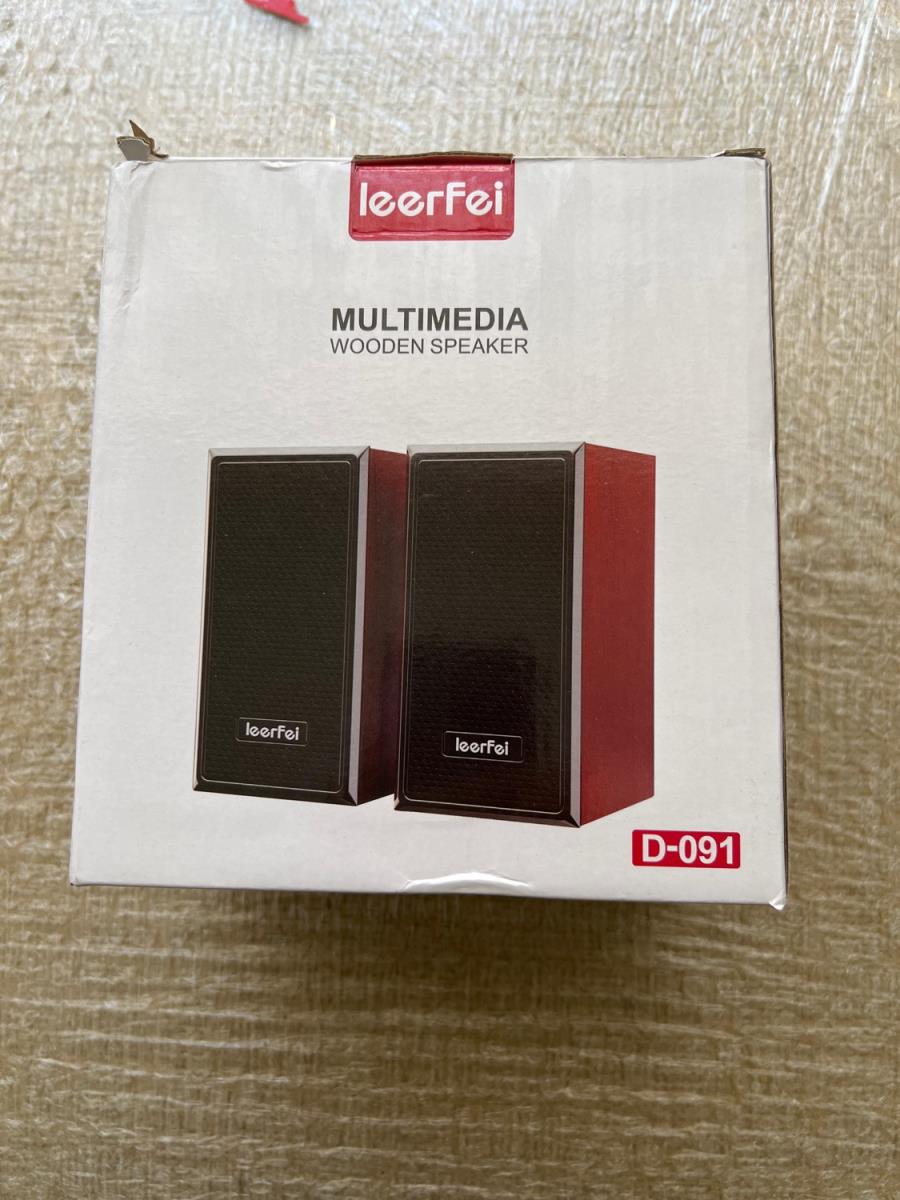 leerfei
MULTIMEDIA
WOODEN SPEAKER
leerfei
leerfei
D-091